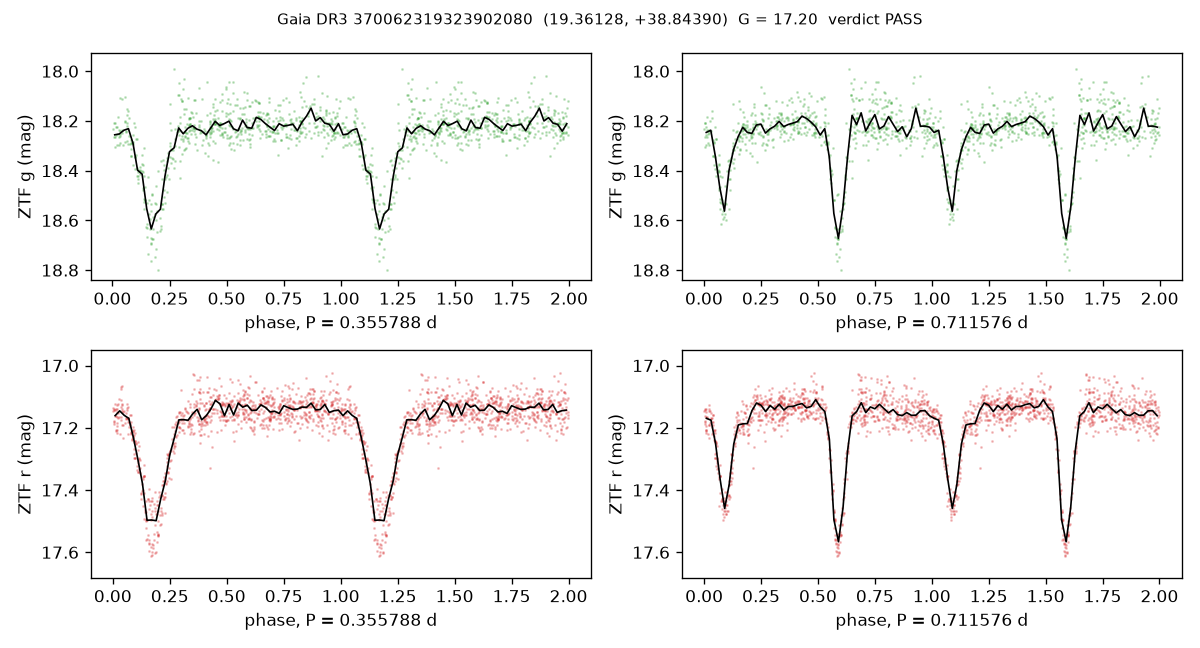 Gaia DR3 370062319323902080  (19.36128, +38.84390)  G = 17.20  verdict PASS
ZTF g (mag)
18.0
18.2
18.4
18.6
18.8
0.00 0.25 0.50 0.75 1.00 1.25 1.50 1.75 2.00
phase, P = 0.355788 d
ZTF g (mag)
18.0
18.2
18.4
18.6
18.8
0.00 0.25 0.50 0.75 1.00 1.25 1.50 1.75 2.00
phase, P = 0.711576 d
ZTF r (mag)
17.0
17.2
17.4
17.6
0.00 0.25 0.50 0.75 1.00 1.25 1.50 1.75 2.00
phase, P = 0.355788 d
ZTF r (mag)
17.0
17.2
17.4
17.6
0.00 0.25 0.50 0.75 1.00 1.25 1.50 1.75 2.00
phase, P = 0.711576 d